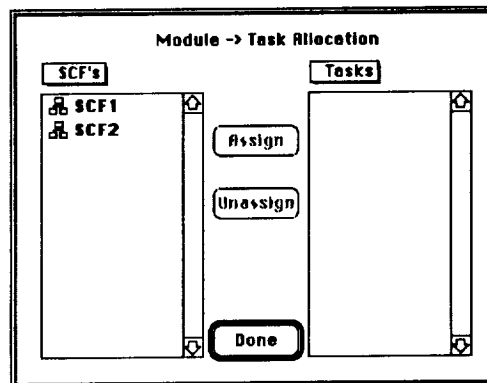 Module -> Task Allocation
SCF's
Tasks
SCF1
SCF2
Assign
Unassign
Done